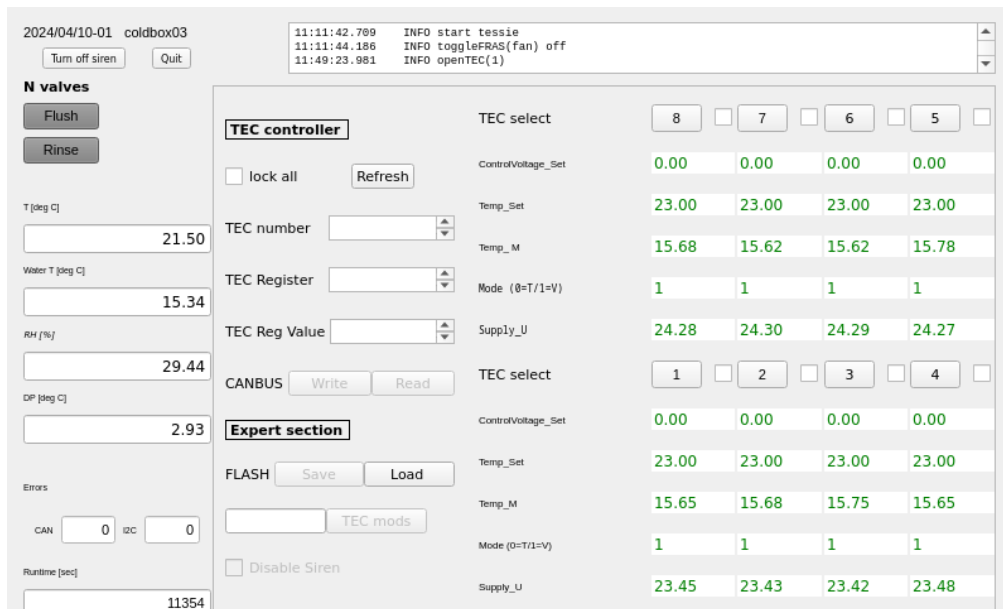 2024/04/10-01 coldbox03
Turn off siren Quit
11:11:42.709 INFO start tessie
11:11:44.186 INFO toggleFRAS(fan) off
11:49:23.981 INFO openTEC(1)
N valves
Flush
Rinse
T [deg C]
21.50
Water T [deg C]
15.34
RH [%]
29.44
DP [deg C]
2.93
Errors
CAN 0 I2C 0
Runtime [sec]
11354
TEC controller
lock all Refresh
TEC number
TEC Register
TEC Reg Value
CANBUS Write Read
Expert section
FLASH Save Load
TEC mods
Disable Siren
TEC select 8 7 6 5
ControlVoltage_Set 0.00 0.00 0.00 0.00
Temp_Set 23.00 23.00 23.00 23.00
Temp_ M 15.68 15.62 15.62 15.78
Mode (0=T/1=V) 1 1 1 1
Supply_U 24.28 24.30 24.29 24.27
TEC select 1 2 3 4
ControlVoltage_Set 0.00 0.00 0.00 0.00
Temp_Set 23.00 23.00 23.00 23.00
Temp_M 15.65 15.68 15.75 15.65
Mode (0=T/1=V) 1 1 1 1
Supply_U 23.45 23.43 23.42 23.48